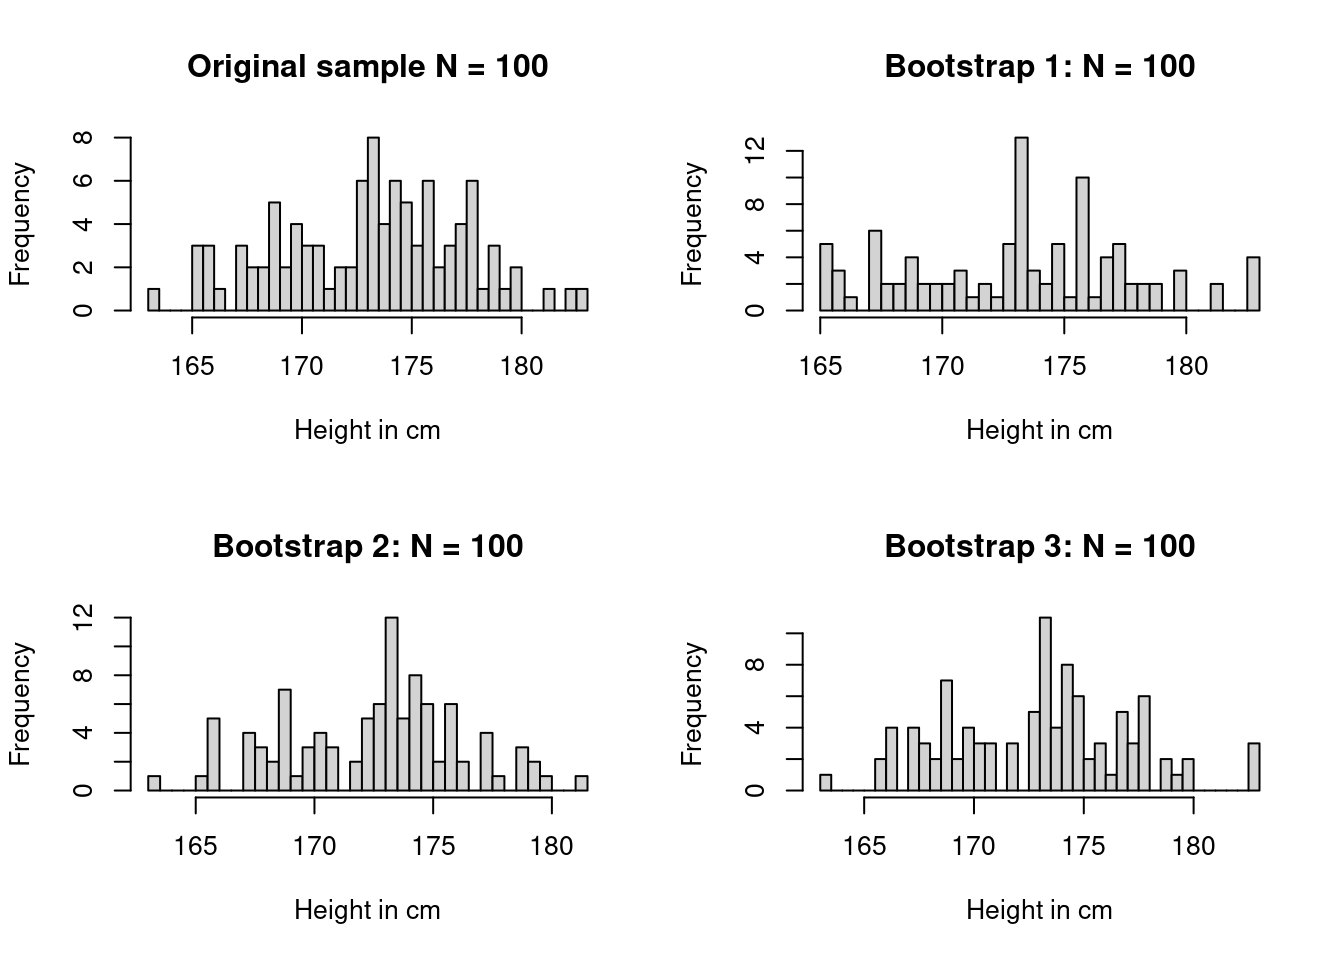 Original sample N = 100
Frequency
0 2 4 6 8
165 170 175 180
Height in cm
Bootstrap 1: N = 100
Frequency
0 4 8 12
165 170 175 180
Height in cm
Bootstrap 2: N = 100
Frequency
0 4 8 12
165 170 175 180
Height in cm
Bootstrap 3: N = 100
Frequency
0 4 8
165 170 175 180
Height in cm